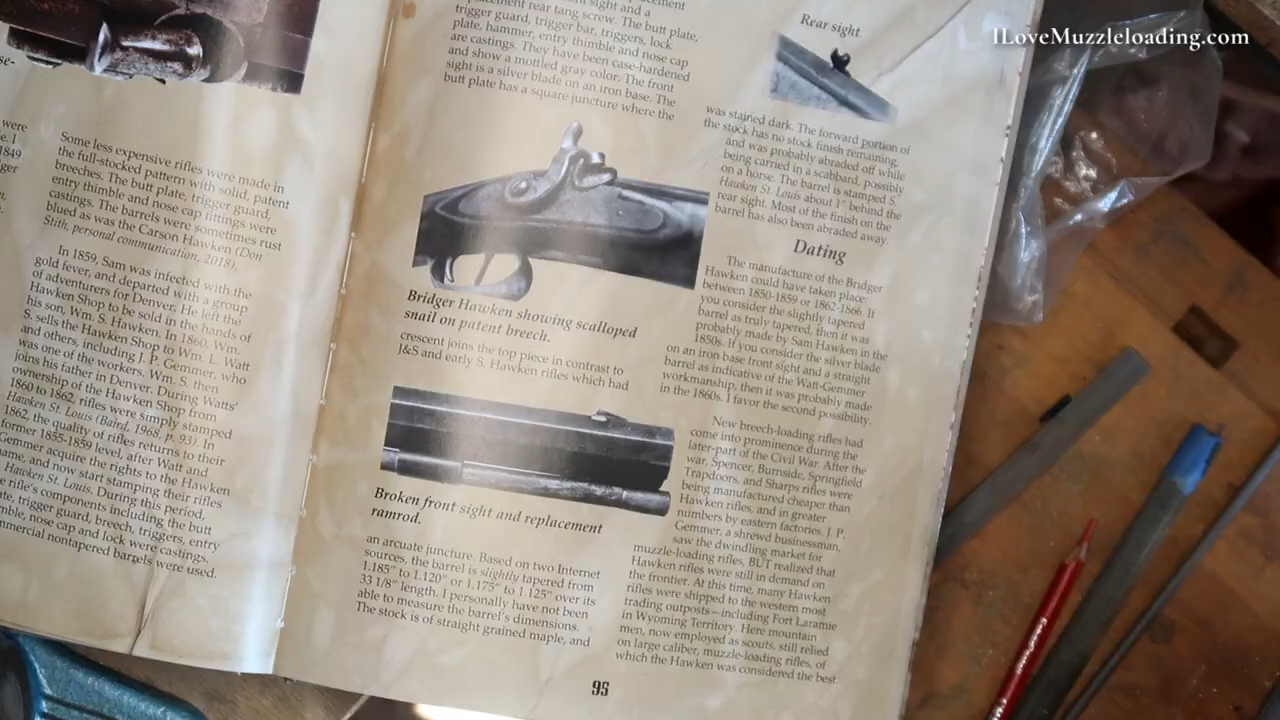 ILoveMuzzleloading.com
were
1849
Some less expensive rifles were made in
the full-stocked pattern with solid, patent
breeches. The butt plate, trigger guard,
entry thimble and nose cap fittings were
castings. The barrels were sometimes rust
blued as was the Carson Hawken (Don
Stith, personal communication, 2018).
In 1859, Sam was infected with the
gold fever, and departed with a group
of adventurers for Denver. He left the
Hawken Shop to be sold in the hands of
his son, Wm. S. Hawken. In 1860, Wm.
S. sells the Hawken Shop to Wm. L. Watt
and others, including J. P. Gemmer, who
was one of the workers. Wm. S. then
joins his father in Denver. During Watts'
ownership of the Hawken Shop from
1860 to 1862, rifles were simply stamped
Hawken St. Louis (Baird, 1968, p. 93). In
1862, the quality of rifles returns to their
former 1855-1859 level, after Watt and
Gemmer acquire the rights to the Hawken
name, and now start stamping their rifles
Hawken St. Louis. During this period,
rifle's components including the butt
trigger guard, breech, triggers, entry
nose cap and lock were castings.
nontapered barrels were used.
sight and a
replacement rear tang screw. The butt plate,
trigger guard, trigger bar, triggers, lock
plate, hammer, entry thimble and nose cap
are castings. They have been case-hardened
and show a mottled gray color. The front
sight is a silver blade on an iron base. The
butt plate has a square juncture where the
Bridger Hawken showing scalloped
snail on patent breech.
crescent joins the top piece in contrast to
J&S and early S. Hawken rifles which had
Broken front sight and replacement
ramrod.
an arcuate juncture. Based on two Internet
sources, the barrel is slightly tapered from
1.185" to 1.120" or 1.175" to 1.125" over its
33 1/8" length. I personally have not been
able to measure the barrel's dimensions.
The stock is of straight grained maple, and
Rear sight.
was stained dark. The forward portion of
the stock has no stock finish remaining,
and was probably abraded off while
being carried in a scabbard, possibly
on a horse. The barrel is stamped S.
Hawken St. Louis about 1" behind the
rear sight. Most of the finish on the
barrel has also been abraded away.
Dating
The manufacture of the Bridger
Hawken could have taken place:
between 1850-1859 or 1862-1866. If
you consider the slightly tapered
barrel as truly tapered, then it was
probably made by Sam Hawken in the
1850s. If you consider the silver blade
on an iron base front sight and a straight
barrel as indicative of the Watt-Gemmer
workmanship, then it was probably made
in the 1860s. I favor the second possibility.
New breech-loading rifles had
come into prominence during the
later-part of the Civil War. After the
war, Spencer, Burnside, Springfield
Trapdoors, and Sharps rifles were
being manufactured cheaper than
Hawken rifles, and in greater
numbers by eastern factories. J. P.
Gemmer, a shrewd businessman,
saw the dwindling market for
muzzle-loading rifles, BUT realized that
Hawken rifles were still in demand on
the frontier. At this time, many Hawken
rifles were shipped to the western most
trading outposts—including Fort Laramie
in Wyoming Territory. Here mountain
men, now employed as scouts, still relied
on large caliber, muzzle-loading rifles, of
which the Hawken was considered the best.
95